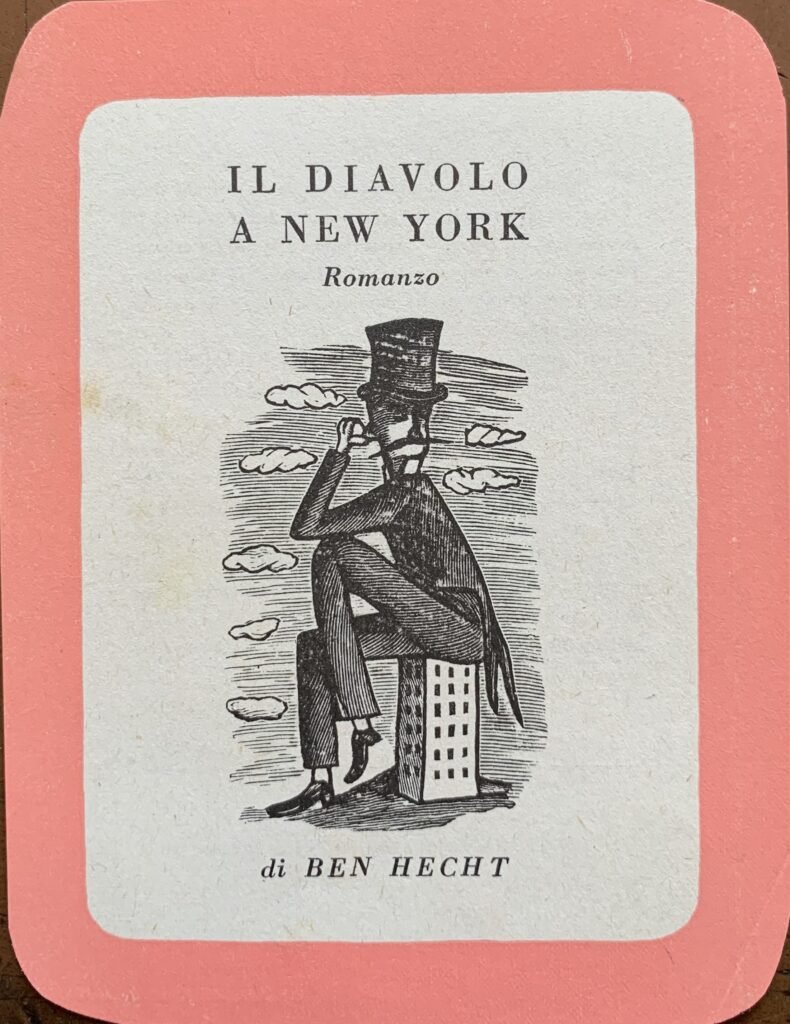 IL DIAVOLO
A NEW YORK
Romanzo
di BEN HECHT